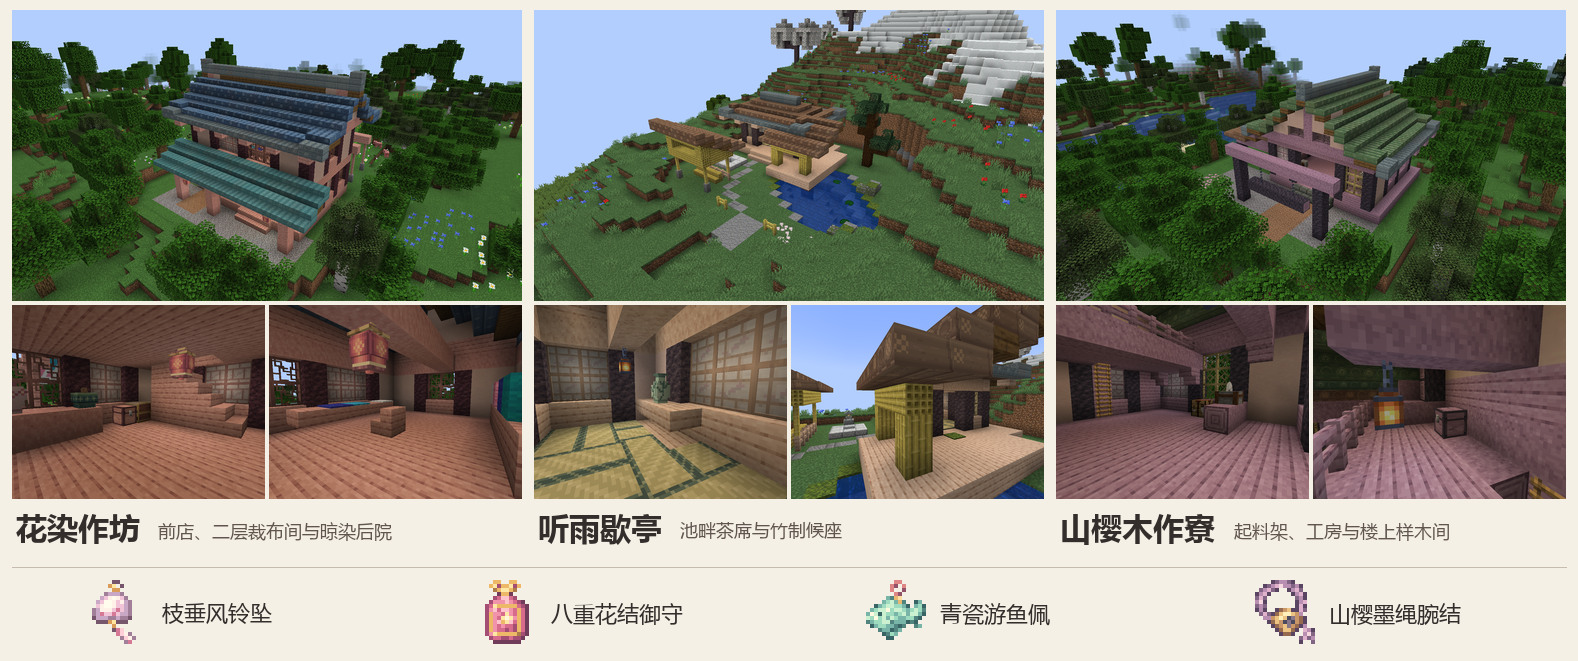 花染作坊 前店、二层裁布间与晾染后院
听雨歇亭 池畔茶席与竹制候座
山樱木作寮 起料架、工房与楼上样木间
枝垂风铃坠
八重花结御守
青瓷游鱼佩
山樱墨绳腕结